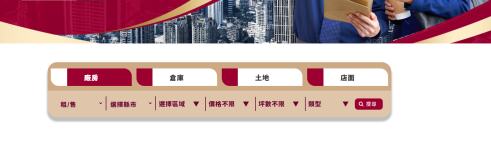 廠房 倉庫 土地 店面
租/售 選擇縣市 選擇區域 ▼ 價格不限 ▼ 坪數不限 ▼ 類型 ▼ 搜尋